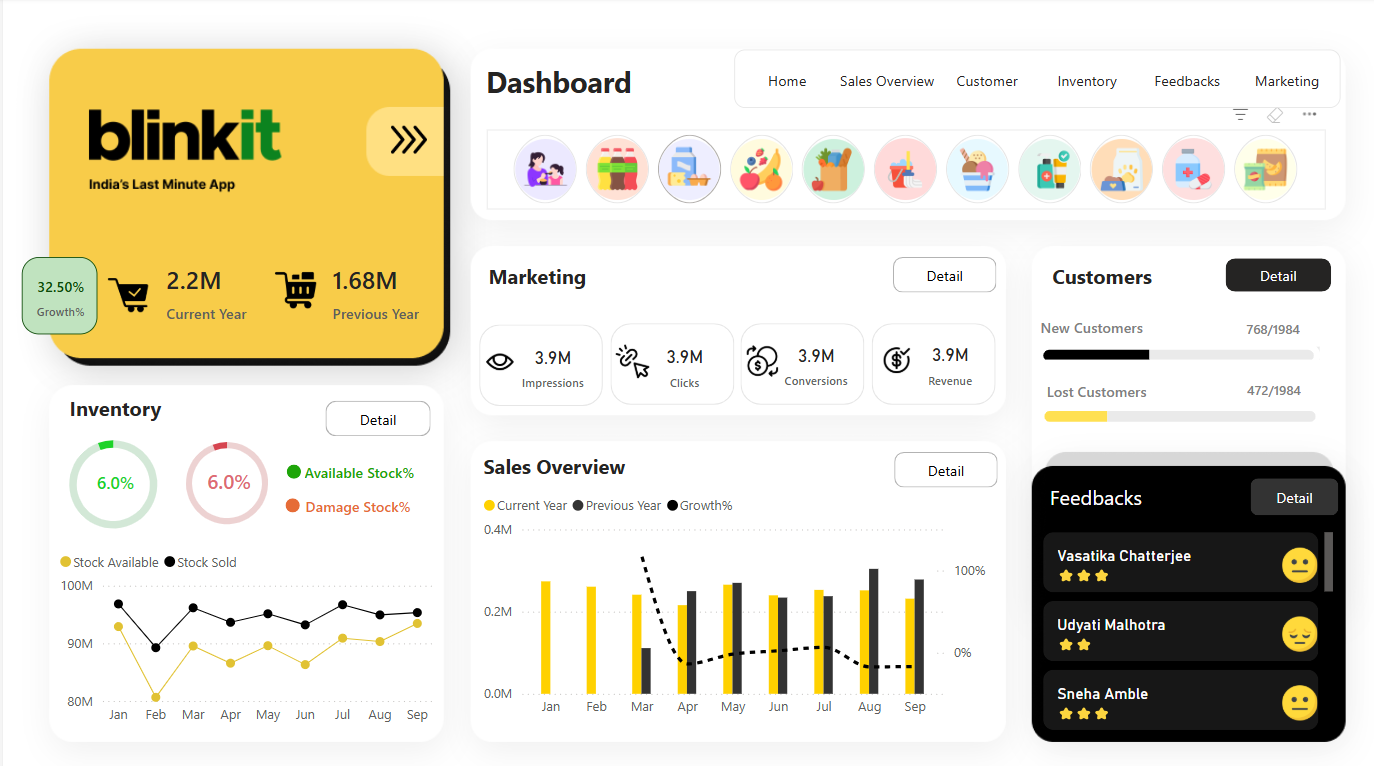 blinkit
India's Last Minute App
32.50%
Growth%
2.2M
Current Year
1.68M
Previous Year
Dashboard
Home
Sales Overview
Customer
Inventory
Feedbacks
Marketing
Marketing
Detail
3.9M
Impressions
3.9M
Clicks
3.9M
Conversions
3.9M
Revenue
Customers
Detail
New Customers
768/1984
Lost Customers
472/1984
Inventory
Detail
6.0%
6.0%
Available Stock%
Damage Stock%
Stock Available
Stock Sold
100M
90M
80M
Jan Feb Mar Apr May Jun Jul Aug Sep
Sales Overview
Detail
Current Year
Previous Year
Growth%
0.4M
0.2M
0.0M
100%
0%
Jan Feb Mar Apr May Jun Jul Aug Sep
Feedbacks
Detail
Vasatika Chatterjee
Udyati Malhotra
Sneha Amble